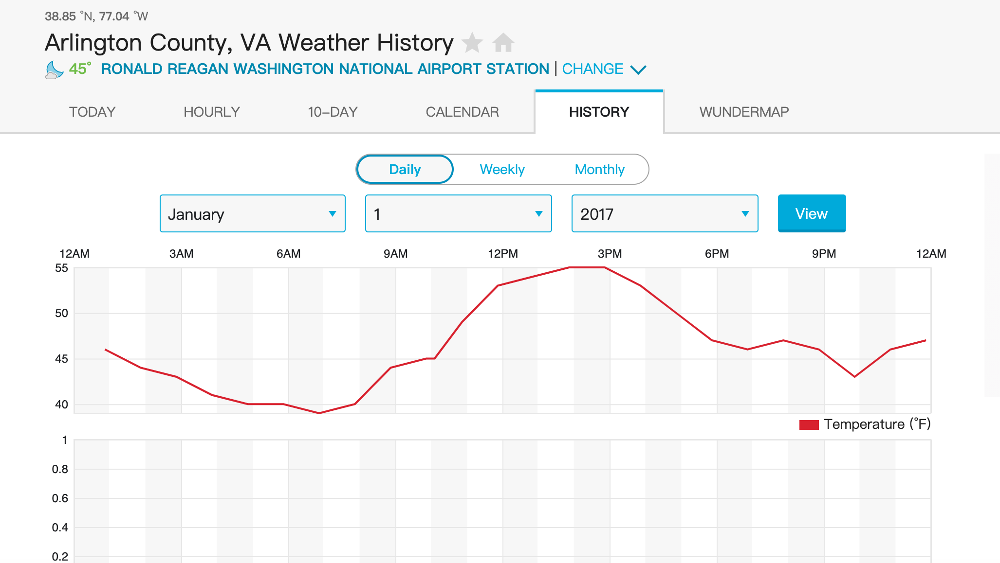 38.85 °N, 77.04 °W
Arlington County, VA Weather History
45° RONALD REAGAN WASHINGTON NATIONAL AIRPORT STATION | CHANGE
TODAY HOURLY 10-DAY CALENDAR HISTORY WUNDERMAP
Daily Weekly Monthly
January 1 2017 View
12AM 3AM 6AM 9AM 12PM 3PM 6PM 9PM 12AM
55
50
45
40
Temperature (°F)
1
0.8
0.6
0.4
0.2